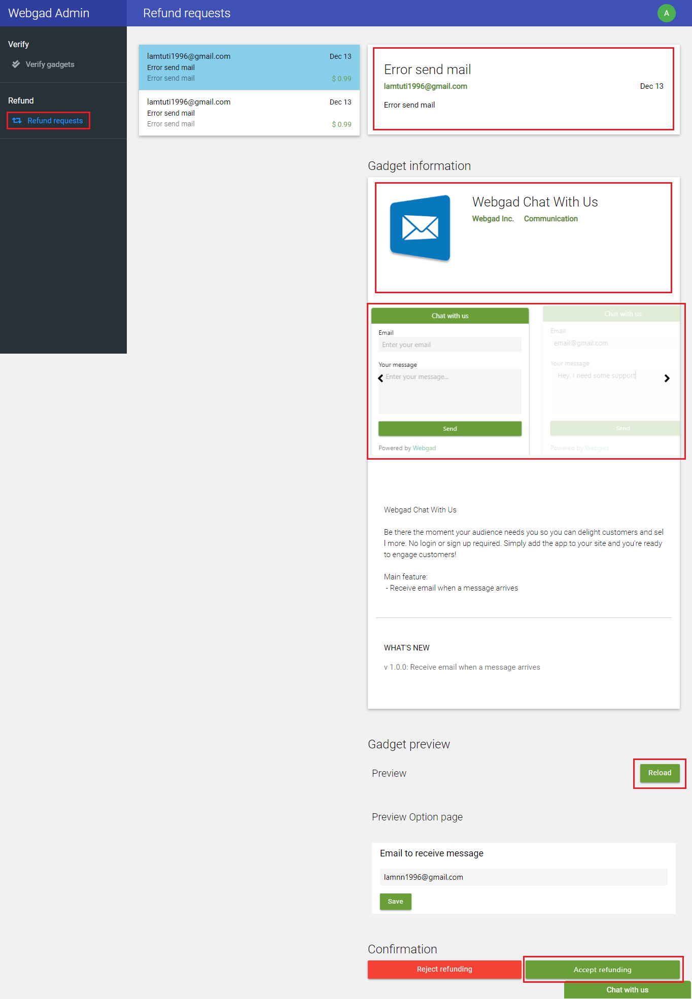 Webgad Admin
Refund requests
A
Verify
Verify gadgets
Refund
Refund requests
lamtuti1996@gmail.com
Dec 13
Error send mail
Error send mail
$ 0.99
lamtuti1996@gmail.com
Dec 13
Error send mail
Error send mail
$ 0.99
Error send mail
lamtuti1996@gmail.com
Dec 13
Error send mail
Gadget information
Webgad Chat With Us
Webgad Inc. Communication
Chat with us
Email
Enter your email
Your message
Enter your message...
Send
Powered by Webgad
Chat with us
Email
email@gmail.com
Your message
Hey, I need some support
Send
Powered by Webgad
Webgad Chat With Us
Be there the moment your audience needs you so you can delight customers and sel
l more. No login or sign up required. Simply add the app to your site and you're ready
to engage customers!
Main feature:
- Receive email when a message arrives
WHAT'S NEW
v 1.0.0: Receive email when a message arrives
Gadget preview
Preview
Reload
Preview Option page
Email to receive message
lamnn1996@gmail.com
Save
Confirmation
Reject refunding
Accept refunding
Chat with us